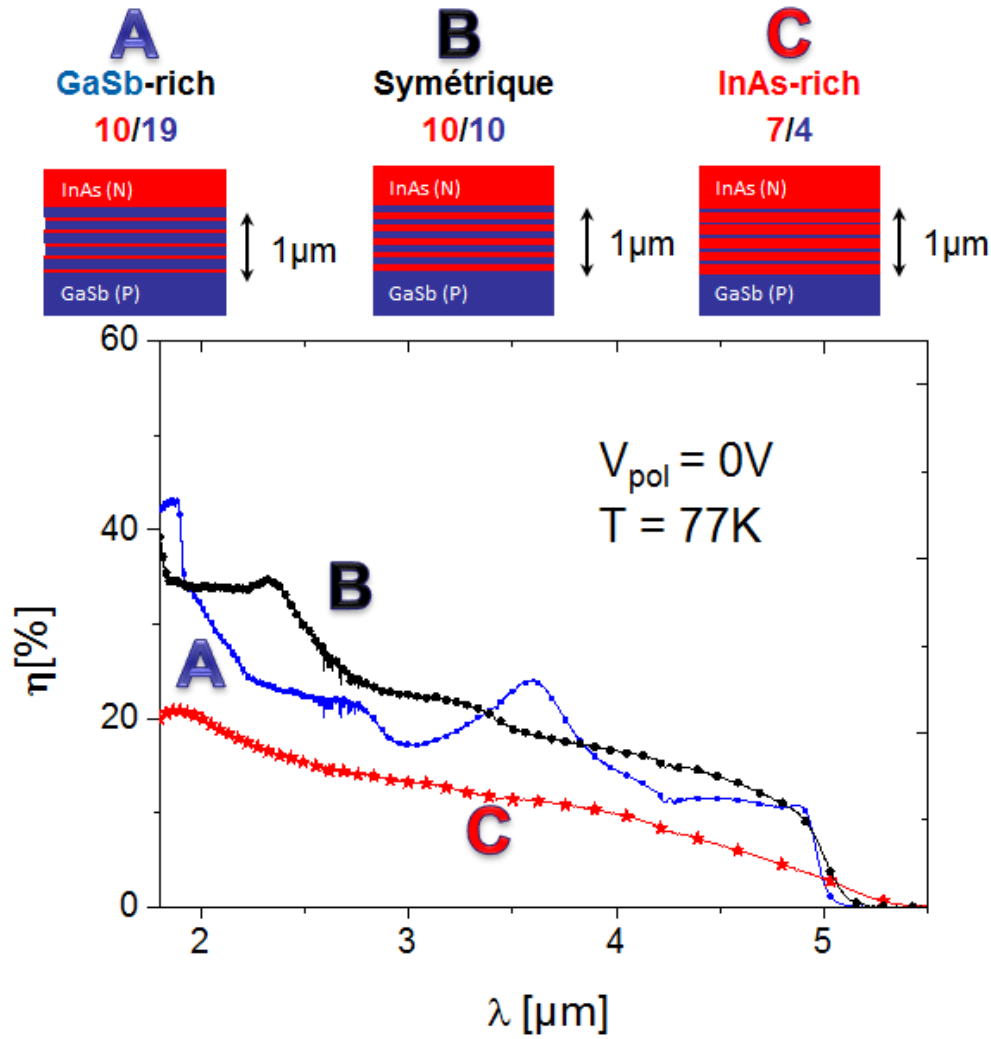 A
GaSb-rich
10/19
InAs (N)
GaSb (P)
1µm
B
Symétrique
10/10
InAs (N)
GaSb (P)
1µm
C
InAs-rich
7/4
InAs (N)
GaSb (P)
1µm
60
40
20
0
η[%]
Vpol = 0V
T = 77K
A
B
C
2
3
4
5
λ [µm]